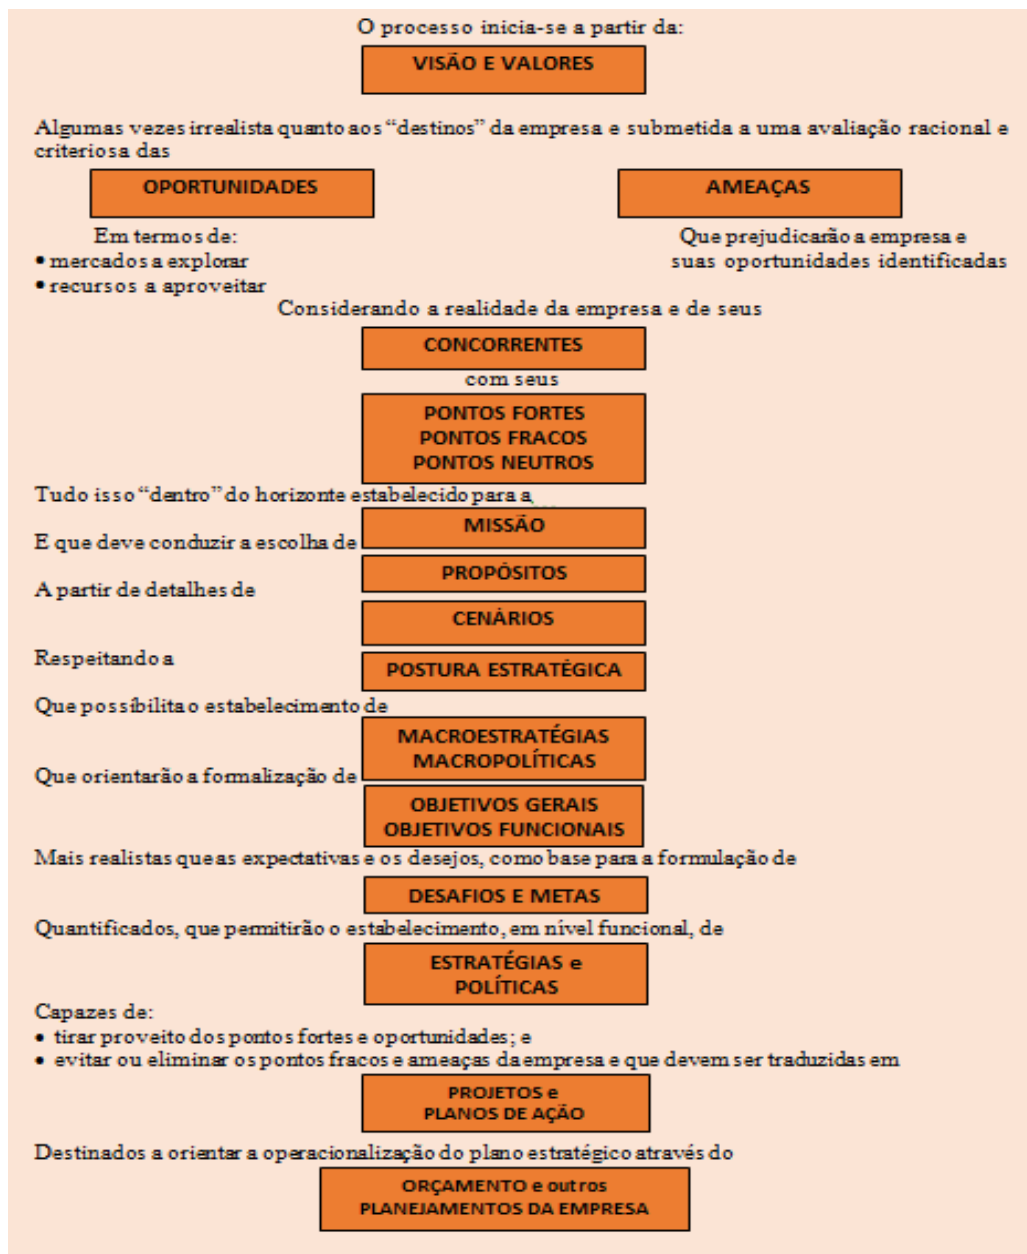 O processo inicia-se a partir da:
VISÃO E VALORES
Algumas vezes irrealista quanto aos “destinos” da empresa e submetida a uma avaliação racional e
criteriosa das
OPORTUNIDADES
AMEAÇAS
Em termos de:
• mercados a explorar
• recursos a aproveitar
Que prejudicarão a empresa e
suas oportunidades identificadas
Considerando a realidade da empresa e de seus
CONCORRENTES
com seus
PONTOS FORTES
PONTOS FRACOS
PONTOS NEUTROS
Tudo isso “dentro” do horizonte estabelecido para a
MISSÃO
E que deve conduzir a escolha de
PROPÓSITOS
A partir de detalhes de
CENÁRIOS
Respeitando a
POSTURA ESTRATÉGICA
Que possíbilita o estabelecimento de
MACROESTRATÉGIAS
MACROPOLÍTICAS
Que orientarão a formalização de
OBJETIVOS GERAIS
OBJETIVOS FUNCIONAIS
Mais realistas que as expectativas e os desejos, como base para a formulação de
DESAFIOS E METAS
Quantificados, que permitirão o estabelecimento, em nível funcional, de
ESTRATÉGIAS e
POLÍTICAS
Capazes de:
• tirar proveito dos pontos fortes e oportunidades; e
• evitar ou eliminar os pontos fracos e ameaças da empresa e que devem ser traduzidas em
PROJETOS e
PLANOS DE AÇÃO
Destinados a orientar a operacionalização do plano estratégico através do
ORÇAMENTO e outros
PLANEJAMENTOS DA EMPRESA